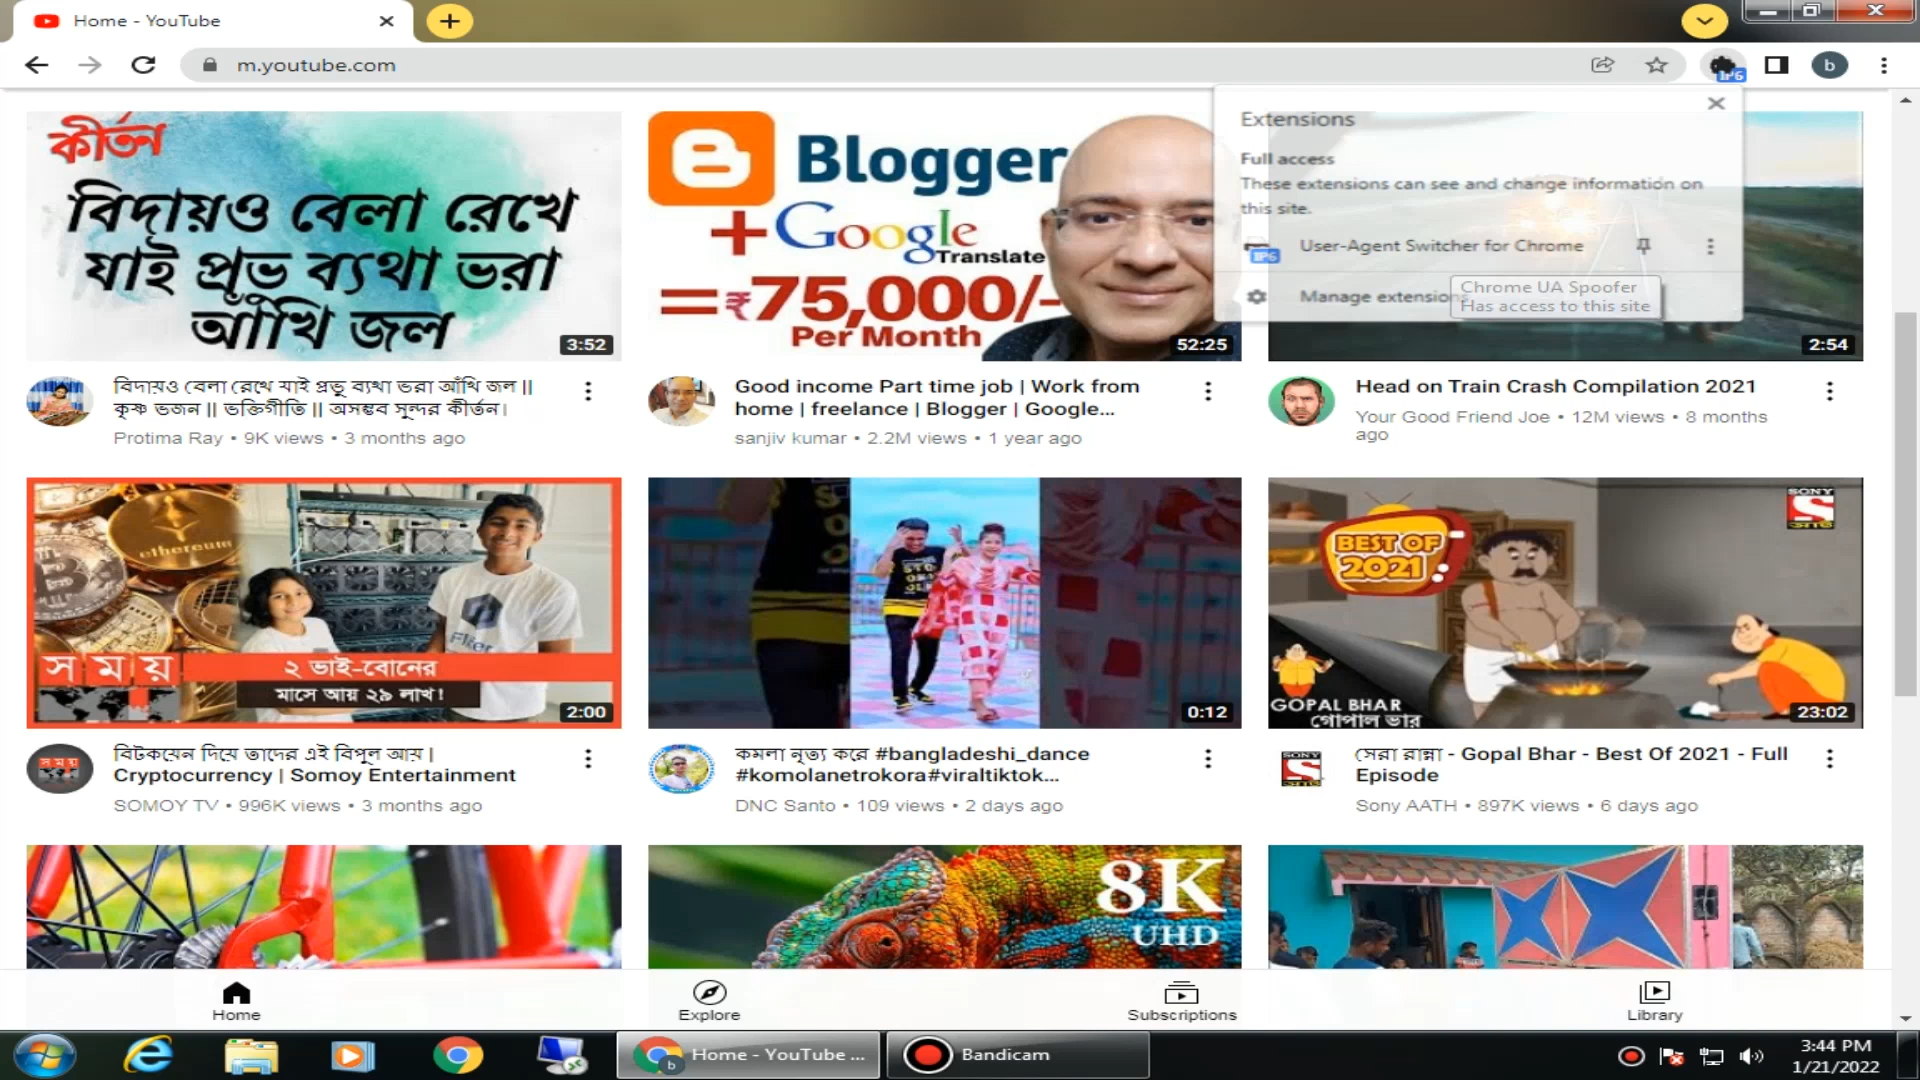 Home - YouTube
m.youtube.com
IP6
b
Extensions
Full access
These extensions can see and change information on
this site.
IP6
User-Agent Switcher for Chrome
Manage extensions
Chrome UA Spoofer
Has access to this site
কীর্তন
বিদায়ও বেলা রেখে
যাই প্রভু ব্যথা ভরা
আঁখি জল
3:52
Blogger
+Google
Translate
=₹75,000/-
Per Month
52:25
2:54
বিদায়ও বেলা রেখে যাই প্রভু ব্যথা ভরা আঁখি জল ||
কৃষ্ণ ভজন || ভক্তিগীতি || অসম্ভব সুন্দর কীর্তন।
Protima Ray • 9K views • 3 months ago
Good income Part time job | Work from
home | freelance | Blogger | Google...
sanjiv kumar • 2.2M views • 1 year ago
Head on Train Crash Compilation 2021
Your Good Friend Joe • 12M views • 8 months
ago
ethereum
সময়
২ ভাই-বোনের
মাসে আয় ২৯ লাখ!
2:00
0:12
SONY
S
আট
BEST OF
2021
GOPAL BHAR
গোপাল ভার
23:02
বিটকয়েন দিয়ে তাদের এই বিপুল আয় |
Cryptocurrency | Somoy Entertainment
SOMOY TV • 996K views • 3 months ago
কমলা নৃত্য করে #bangladeshi_dance
#komolanetrokora#viraltiktok...
DNC Santo • 109 views • 2 days ago
সেরা রান্না - Gopal Bhar - Best Of 2021 - Full
Episode
Sony AATH • 897K views • 6 days ago
8K
UHD
Home
Explore
Subscriptions
Library
Home - YouTube ...
Bandicam
3:44 PM
1/21/2022